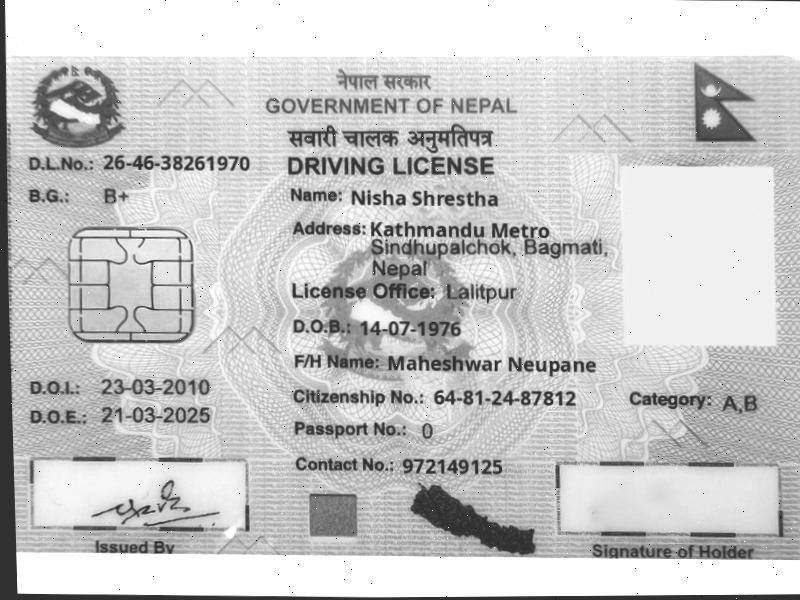 नेपाल सरकार
GOVERNMENT OF NEPAL
सवारी चालक अनुमतिपत्र
DRIVING LICENSE
D.L.No.: 26-46-38261970
B.G.: B+
Name: Nisha Shrestha
Address: Kathmandu Metro
Sindhupalchok, Bagmati,
Nepal
License Office: Lalitpur
D.O.B.: 14-07-1976
F/H Name: Maheshwar Neupane
D.O.I.: 23-03-2010
Citizenship No.: 64-81-24-87812
Category: A,B
D.O.E.: 21-03-2025
Passport No.: 0
Contact No.: 972149125
Issued By
Signature of Holder